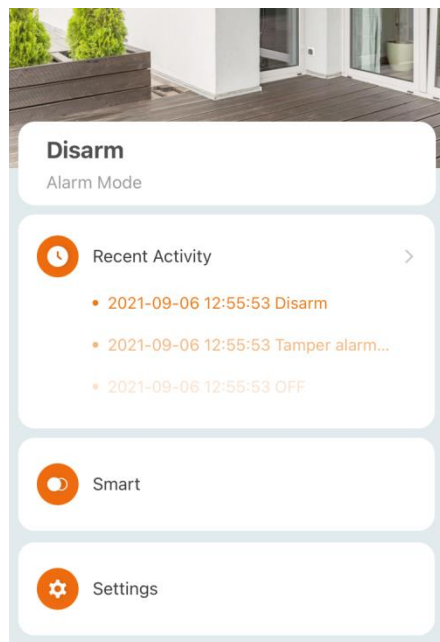 Disarm
Alarm Mode
Recent Activity
2021-09-06 12:55:53 Disarm
2021-09-06 12:55:53 Tamper alarm...
2021-09-06 12:55:53 OFF
Smart
Settings